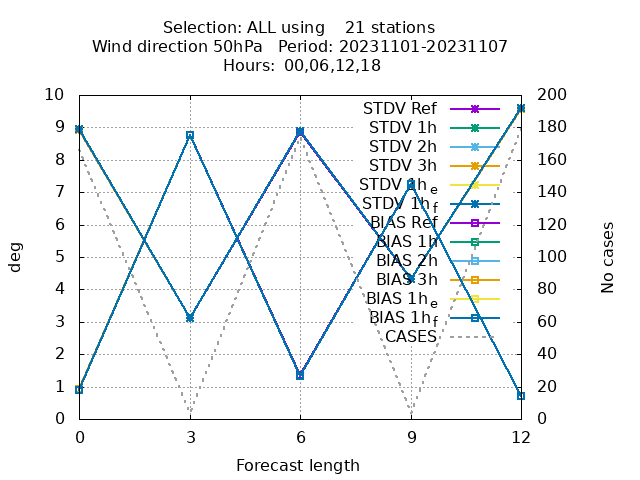 Selection: ALL using    21 stations
Wind direction 50hPa   Period: 20231101-20231107
Hours: 00,06,12,18
10
9
8
7
6
5
4
3
2
1
0
200
180
160
140
120
100
80
60
40
20
0
deg
No cases
STDV Ref
STDV 1h
STDV 2h
STDV 3h
STDV 1he
STDV 1hf
BIAS Ref
BIAS 1h
BIAS 2h
BIAS 3h
BIAS 1he
BIAS 1hf
CASES
0 3 6 9 12
Forecast length